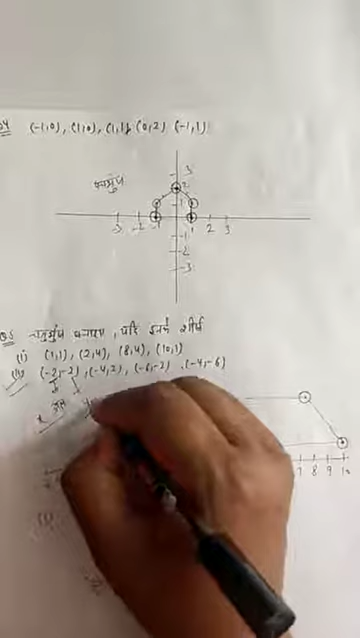 (-1,0), (1,0), (1,1), (0,2) (-1,1)
3
2
1
-3 -2 -1 1 2 3
-1
-2
-3
चतुर्भुज बनाइए, यदि इनके शीर्ष
(i) (1,1), (2,4), (8,4), (10,1)
(ii) (-2,-2), (-4,2), (-6,-2), (-4,-6)
7 8 9 10